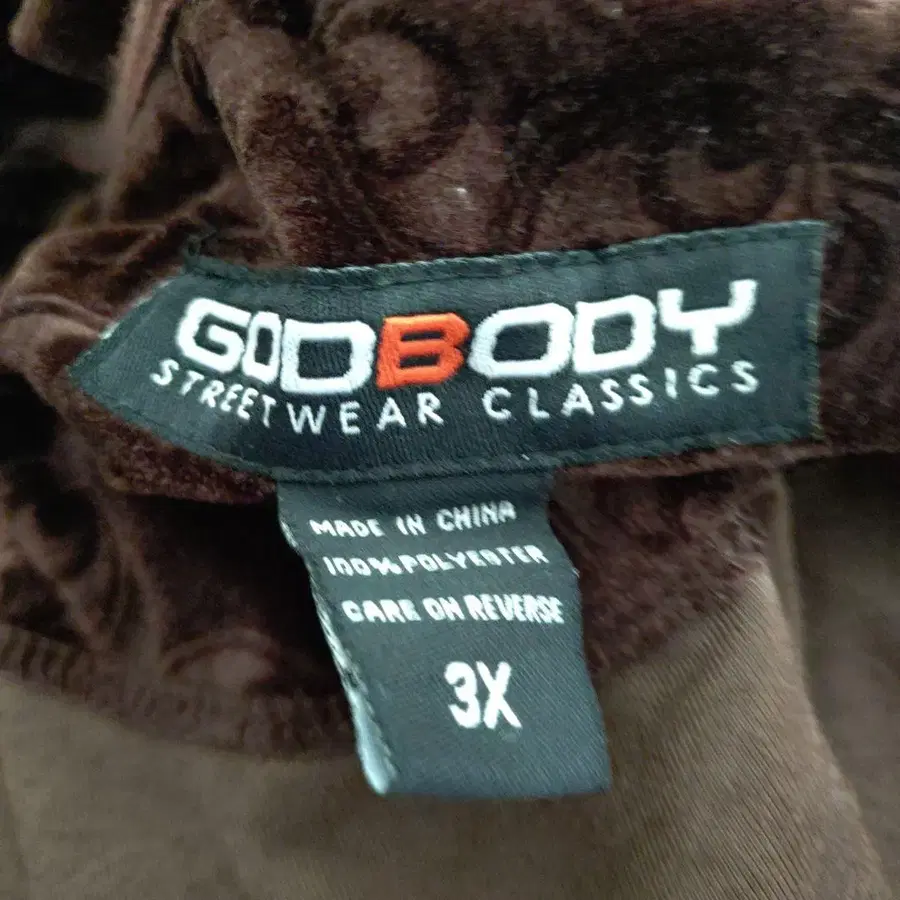 GODBODY
STREETWEAR CLASSICS
MADE IN CHINA
100% POLYESTER
CARE ON REVERSE
3X